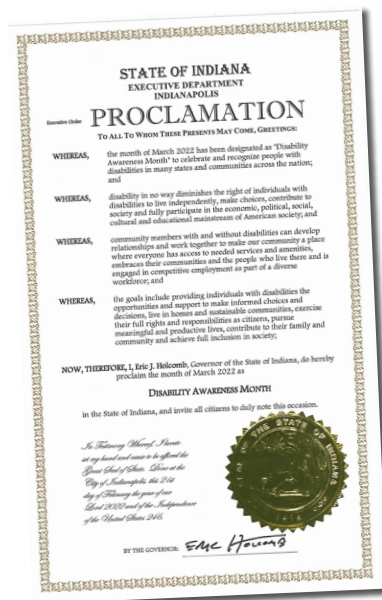 STATE OF INDIANA
EXECUTIVE DEPARTMENT
INDIANAPOLIS
Executive Order
PROCLAMATION
TO ALL TO WHOM THESE PRESENTS MAY COME, GREETINGS:
WHEREAS, the month of March 2022 has been designated as "Disability
Awareness Month" to celebrate and recognize people with
disabilities in many states and communities across the nation;
and
WHEREAS, disability in no way diminishes the right of individuals with
disabilities to live independently, make choices, contribute to
society and fully participate in the economic, political, social,
cultural and educational mainstream of American society; and
WHEREAS, community members with and without disabilities can develop
relationships and work together to make our community a place
where everyone has access to needed services and amenities,
embraces their communities and the people who live there and is
engaged in competitive employment as part of a diverse
workforce; and
WHEREAS, the goals include providing individuals with disabilities the
opportunities and support to make informed choices and
decisions, live in homes and sustainable communities, exercise
their full rights and responsibilities as citizens, pursue
meaningful and productive lives, contribute to their family and
community and achieve full inclusion in society;
NOW, THEREFORE, I, Eric J. Holcomb, Governor of the State of Indiana, do hereby
proclaim the month of March 2022 as
DISABILITY AWARENESS MONTH
in the State of Indiana, and invite all citizens to duly note this occasion.
In Testimony Whereof, I hereto
set my hand and cause to be affixed the
Great Seal of State. Done at the
City of Indianapolis, this 21st
day of February the year of our
Lord 2022 and of the Independence
of the United States 246.
SEAL OF THE STATE OF INDIANA
1816
BY THE GOVERNOR: Eric Holcomb